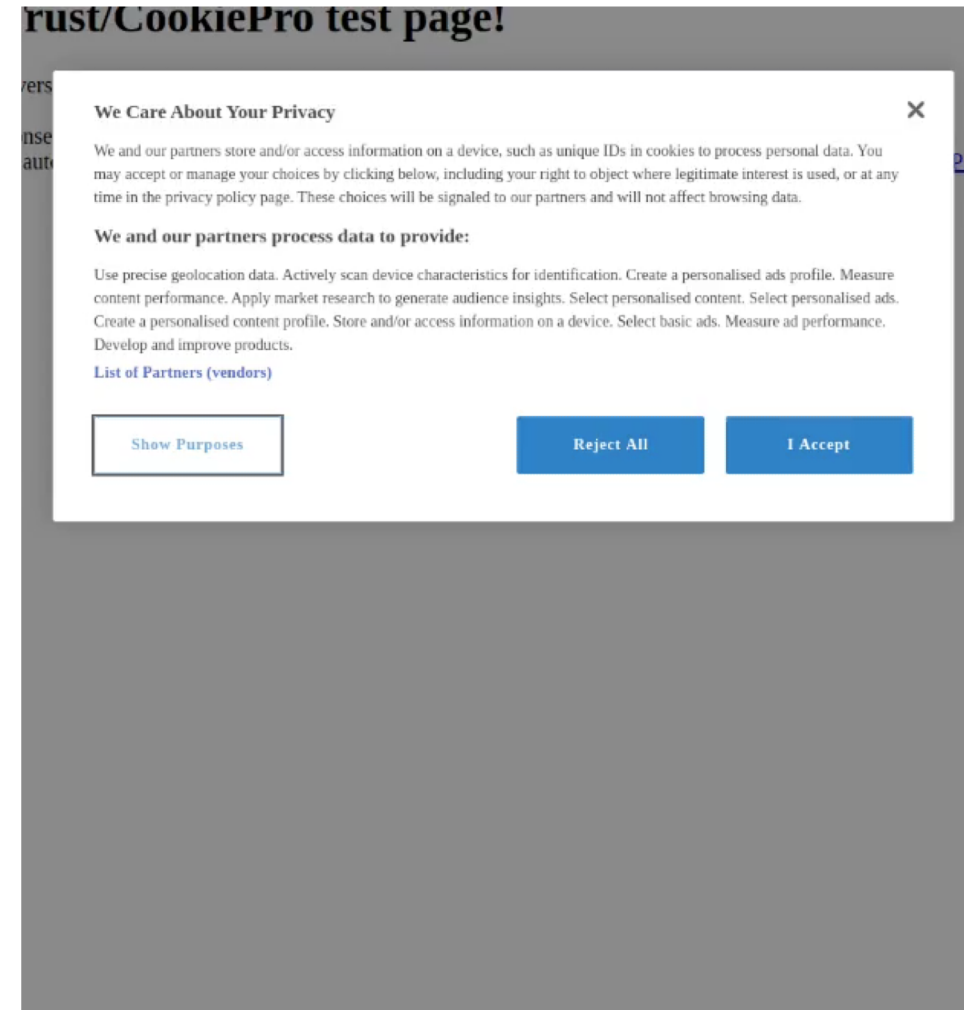 rust/CookiePro test page!
We Care About Your Privacy
We and our partners store and/or access information on a device, such as unique IDs in cookies to process personal data. You
may accept or manage your choices by clicking below, including your right to object where legitimate interest is used, or at any
time in the privacy policy page. These choices will be signaled to our partners and will not affect browsing data.
We and our partners process data to provide:
Use precise geolocation data. Actively scan device characteristics for identification. Create a personalised ads profile. Measure
content performance. Apply market research to generate audience insights. Select personalised content. Select personalised ads.
Create a personalised content profile. Store and/or access information on a device. Select basic ads. Measure ad performance.
Develop and improve products.
List of Partners (vendors)
Show Purposes Reject All I Accept